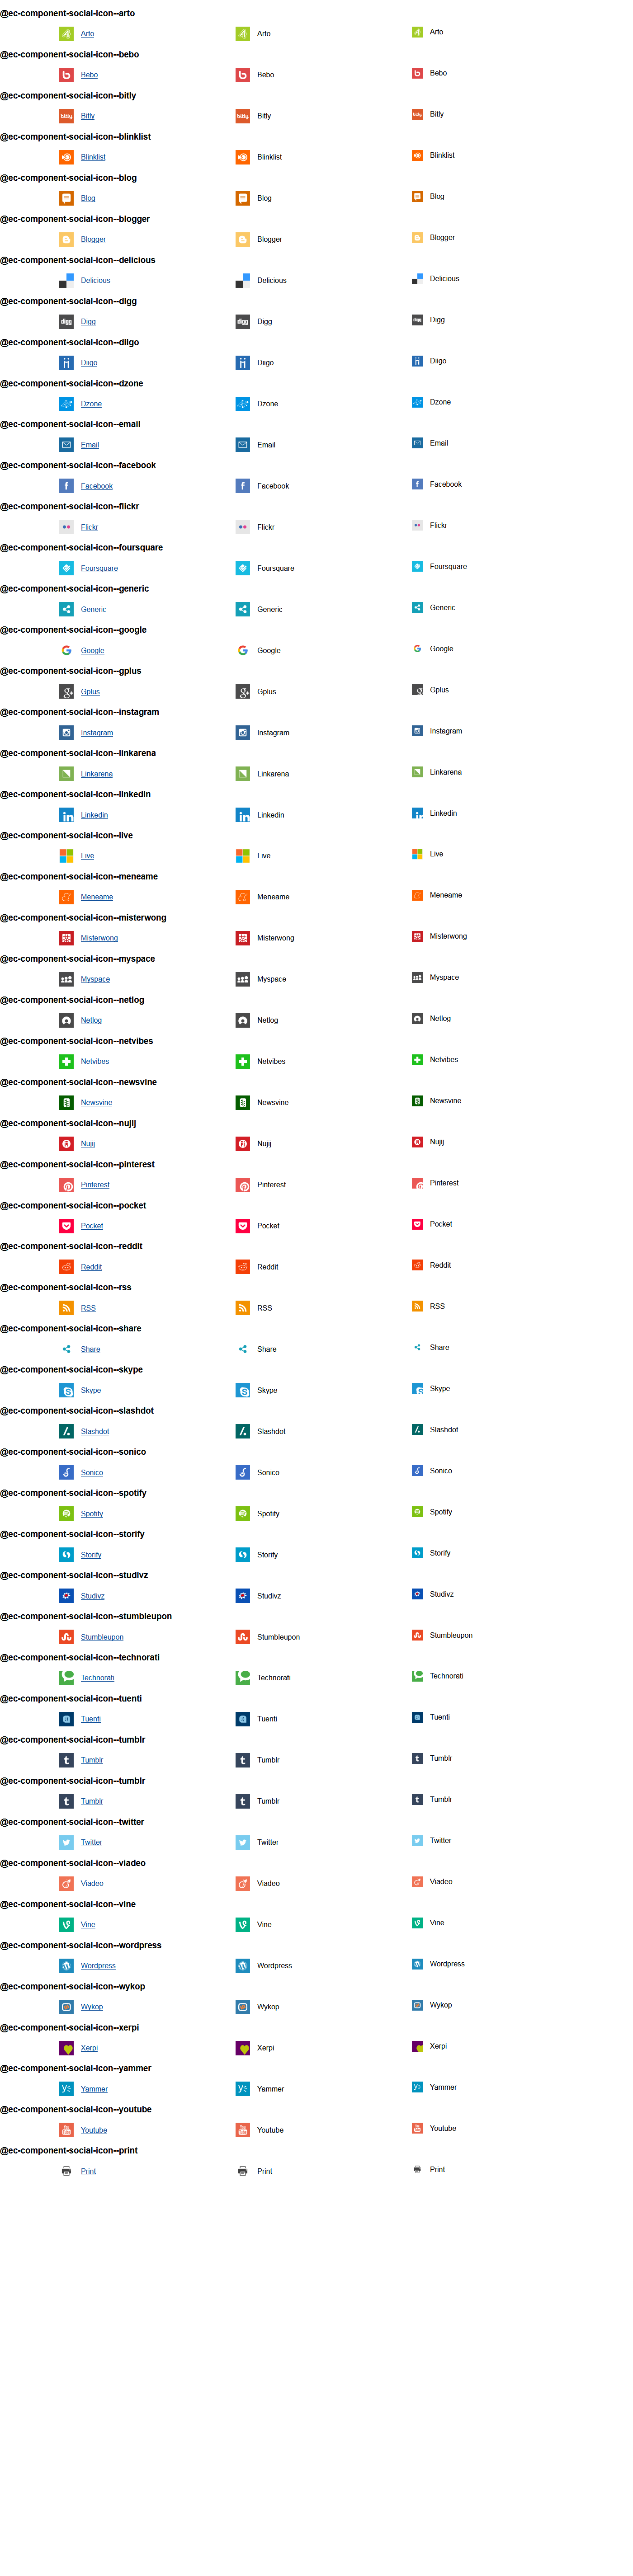 @ec-component-social-icon--arto
Arto Arto Arto
@ec-component-social-icon--bebo
Bebo Bebo Bebo
@ec-component-social-icon--bitly
Bitly Bitly Bitly
@ec-component-social-icon--blinklist
Blinklist Blinklist Blinklist
@ec-component-social-icon--blog
Blog Blog Blog
@ec-component-social-icon--blogger
Blogger Blogger Blogger
@ec-component-social-icon--delicious
Delicious Delicious Delicious
@ec-component-social-icon--digg
Digg Digg Digg
@ec-component-social-icon--diigo
Diigo Diigo Diigo
@ec-component-social-icon--dzone
Dzone Dzone Dzone
@ec-component-social-icon--email
Email Email Email
@ec-component-social-icon--facebook
Facebook Facebook Facebook
@ec-component-social-icon--flickr
Flickr Flickr Flickr
@ec-component-social-icon--foursquare
Foursquare Foursquare Foursquare
@ec-component-social-icon--generic
Generic Generic Generic
@ec-component-social-icon--google
Google Google Google
@ec-component-social-icon--gplus
Gplus Gplus Gplus
@ec-component-social-icon--instagram
Instagram Instagram Instagram
@ec-component-social-icon--linkarena
Linkarena Linkarena Linkarena
@ec-component-social-icon--linkedin
Linkedin Linkedin Linkedin
@ec-component-social-icon--live
Live Live Live
@ec-component-social-icon--meneame
Meneame Meneame Meneame
@ec-component-social-icon--misterwong
Misterwong Misterwong Misterwong
@ec-component-social-icon--myspace
Myspace Myspace Myspace
@ec-component-social-icon--netlog
Netlog Netlog Netlog
@ec-component-social-icon--netvibes
Netvibes Netvibes Netvibes
@ec-component-social-icon--newsvine
Newsvine Newsvine Newsvine
@ec-component-social-icon--nujij
Nujij Nujij Nujij
@ec-component-social-icon--pinterest
Pinterest Pinterest Pinterest
@ec-component-social-icon--pocket
Pocket Pocket Pocket
@ec-component-social-icon--reddit
Reddit Reddit Reddit
@ec-component-social-icon--rss
RSS RSS RSS
@ec-component-social-icon--share
Share Share Share
@ec-component-social-icon--skype
Skype Skype Skype
@ec-component-social-icon--slashdot
Slashdot Slashdot Slashdot
@ec-component-social-icon--sonico
Sonico Sonico Sonico
@ec-component-social-icon--spotify
Spotify Spotify Spotify
@ec-component-social-icon--storify
Storify Storify Storify
@ec-component-social-icon--studivz
Studivz Studivz Studivz
@ec-component-social-icon--stumbleupon
Stumbleupon Stumbleupon Stumbleupon
@ec-component-social-icon--technorati
Technorati Technorati Technorati
@ec-component-social-icon--tuenti
Tuenti Tuenti Tuenti
@ec-component-social-icon--tumblr
Tumblr Tumblr Tumblr
@ec-component-social-icon--tumblr
Tumblr Tumblr Tumblr
@ec-component-social-icon--twitter
Twitter Twitter Twitter
@ec-component-social-icon--viadeo
Viadeo Viadeo Viadeo
@ec-component-social-icon--vine
Vine Vine Vine
@ec-component-social-icon--wordpress
Wordpress Wordpress Wordpress
@ec-component-social-icon--wykop
Wykop Wykop Wykop
@ec-component-social-icon--xerpi
Xerpi Xerpi Xerpi
@ec-component-social-icon--yammer
Yammer Yammer Yammer
@ec-component-social-icon--youtube
Youtube Youtube Youtube
@ec-component-social-icon--print
Print Print Print